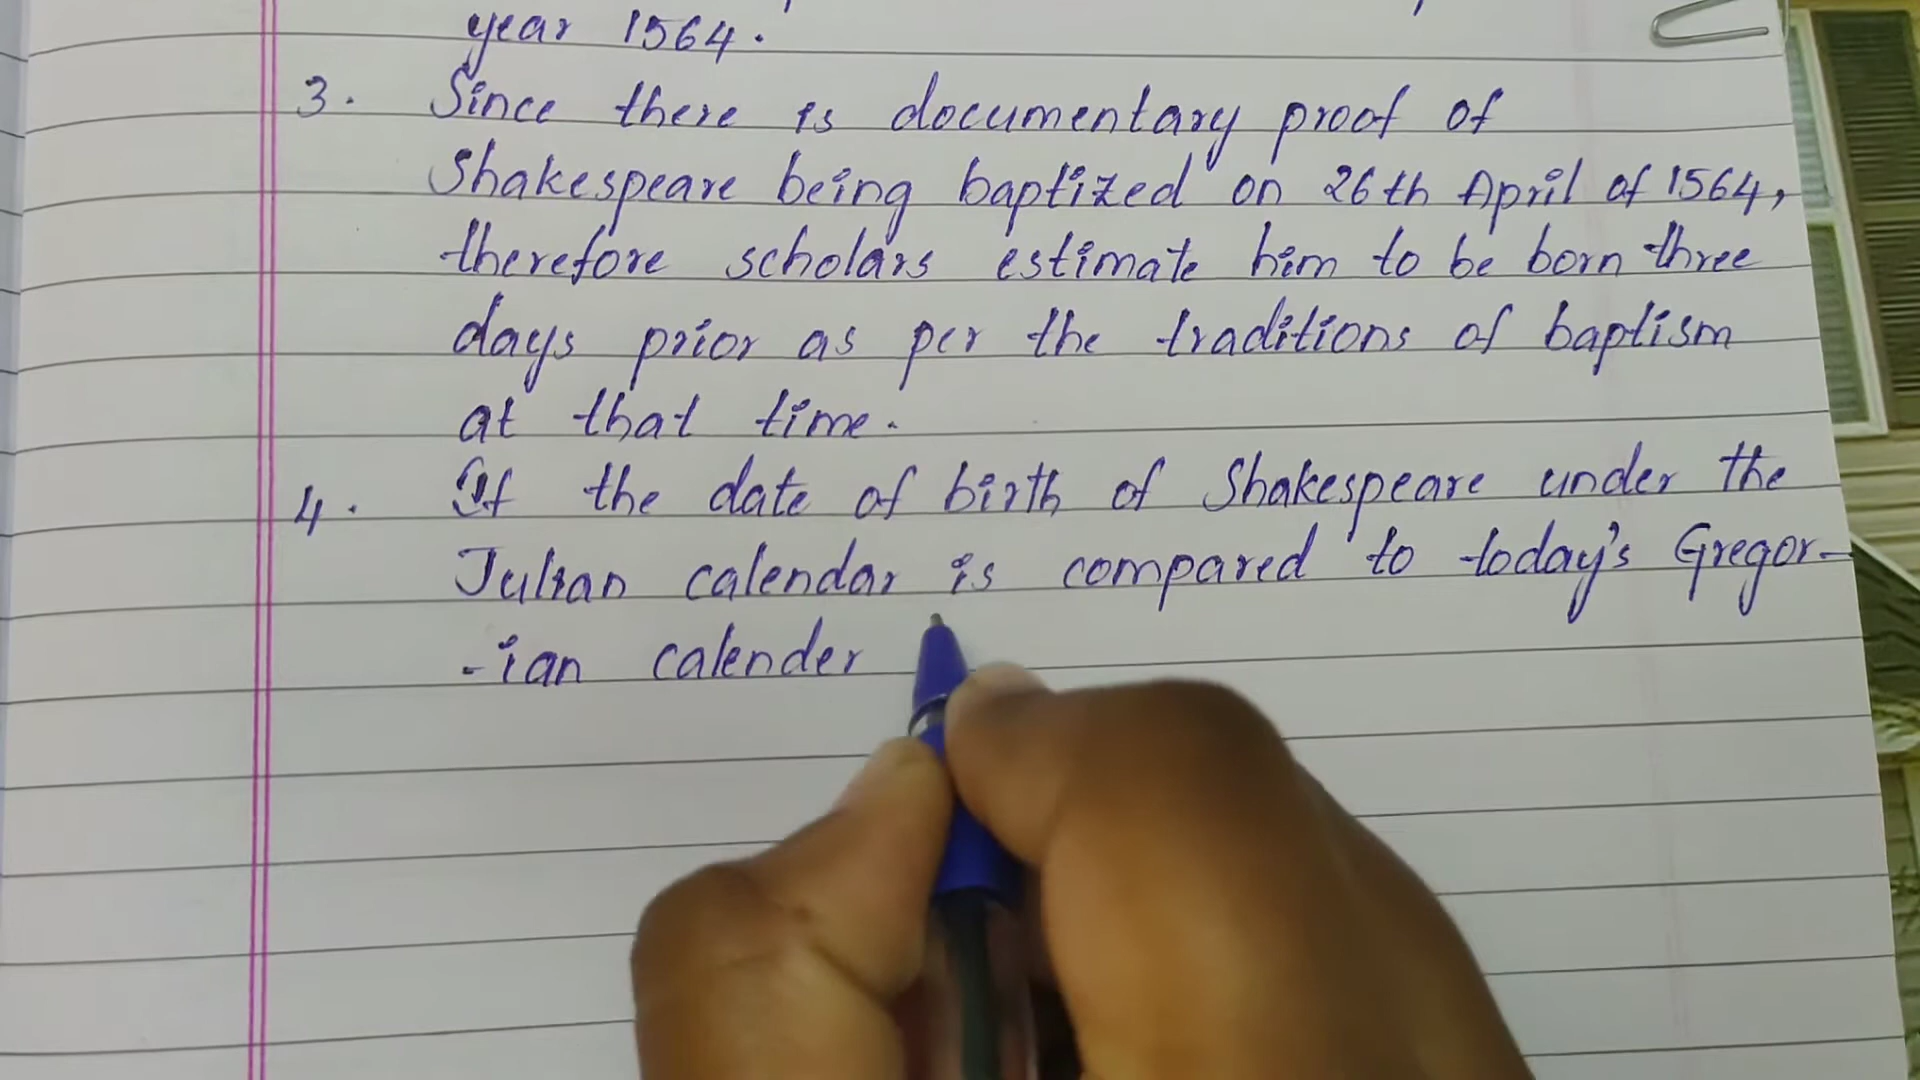 year 1564.
3. Since there is documentary proof of
Shakespeare being baptized on 26th April of 1564,
therefore scholars estimate him to be born three
days prior as per the traditions of baptism
at that time.
4. If the date of birth of Shakespeare under the
Julian calendar is compared to today's Gregor-
-ian calender